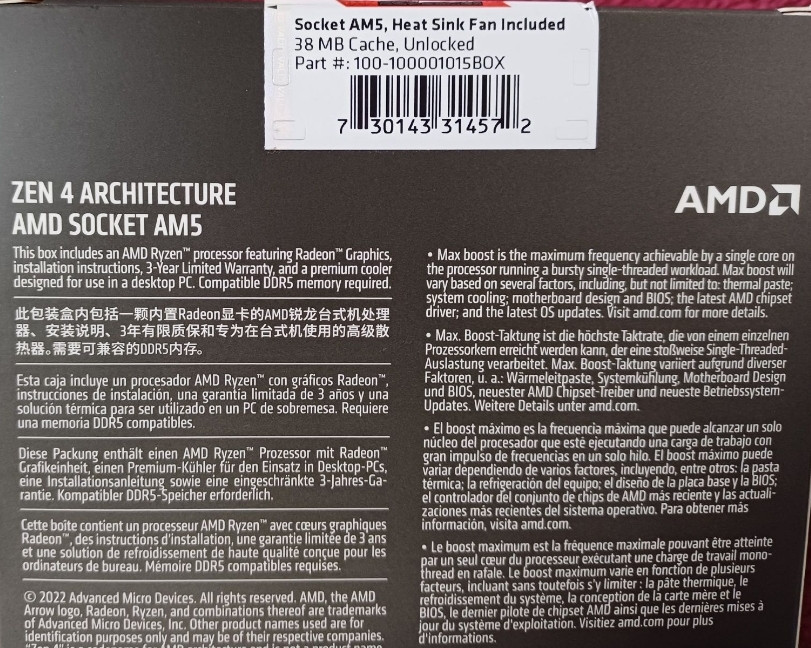 Socket AM5, Heat Sink Fan Included
38 MB Cache, Unlocked
Part #: 100-100001015BOX
7 30143 31457 2
ZEN 4 ARCHITECTURE
AMD SOCKET AM5
AMD
This box includes an AMD Ryzen™ processor featuring Radeon™ Graphics,
installation instructions, 3-Year Limited Warranty, and a premium cooler
designed for use in a desktop PC. Compatible DDR5 memory required.
此包装盒内包括一颗内置Radeon显卡的AMD锐龙台式机处理
器、安装说明、3年有限质保和专为在台式机使用的高级散
热器。需要可兼容的DDR5内存。
Esta caja incluye un procesador AMD Ryzen™ con gráficos Radeon™,
instrucciones de instalación, una garantía limitada de 3 años y una
solución térmica para ser utilizado en un PC de sobremesa. Requiere
una memoria DDR5 compatibles.
Diese Packung enthält einen AMD Ryzen™ Prozessor mit Radeon™
Grafikeinheit, einen Premium-Kühler für den Einsatz in Desktop-PCs,
eine Installationsanleitung sowie eine eingeschränkte 3-Jahres-Ga-
rantie. Kompatibler DDR5-Speicher erforderlich.
Cette boîte contient un processeur AMD Ryzen™ avec cœurs graphiques
Radeon™, des instructions d'installation, une garantie limitée de 3 ans
et une solution de refroidissement de haute qualité conçue pour les
ordinateurs de bureau. Mémoire DDR5 compatibles requises.
© 2022 Advanced Micro Devices. All rights reserved. AMD, the AMD
Arrow logo, Radeon, Ryzen, and combinations thereof are trademarks
of Advanced Micro Devices, Inc. Other product names used are for
identification purposes only and may be of their respective companies.
"Zen 4" is a codename for AMD architecture and is not a product name.
• Max boost is the maximum frequency achievable by a single core on
the processor running a bursty single-threaded workload. Max boost will
vary based on several factors, including, but not limited to: thermal paste;
system cooling; motherboard design and BIOS; the latest AMD chipset
driver; and the latest OS updates. Visit amd.com for more details.
• Max. Boost-Taktung ist die höchste Taktrate, die von einem einzelnen
Prozessorkern erreicht werden kann, der eine stoßweise Single-Threaded-
Auslastung verarbeitet. Max. Boost-Taktung variiert aufgrund diverser
Faktoren, u. a.: Wärmeleitpaste, Systemkühlung, Motherboard Design
und BIOS, neuester AMD Chipset-Treiber und neueste Betriebssystem-
Updates. Weitere Details unter amd.com.
• El boost máximo es la frecuencia máxima que puede alcanzar un solo
núcleo del procesador que esté ejecutando una carga de trabajo con
gran impulso de frecuencias en un solo hilo. El boost máximo puede
variar dependiendo de varios factores, incluyendo, entre otros: la pasta
térmica; la refrigeración del equipo; el diseño de la placa base y la BIOS;
el controlador del conjunto de chips de AMD más reciente y las actuali-
zaciones más recientes del sistema operativo. Para obtener más
información, visita amd.com.
• Le boost maximum est la fréquence maximale pouvant être atteinte
par un seul cœur du processeur exécutant une charge de travail mono-
thread en rafale. Le boost maximum varie en fonction de plusieurs
facteurs, incluant sans toutefois s'y limiter : la pâte thermique, le
refroidissement du système, la conception de la carte mère et le
BIOS, le dernier pilote de chipset AMD ainsi que les dernières mises à
jour du système d'exploitation. Visitiez amd.com pour plus
d'informations.